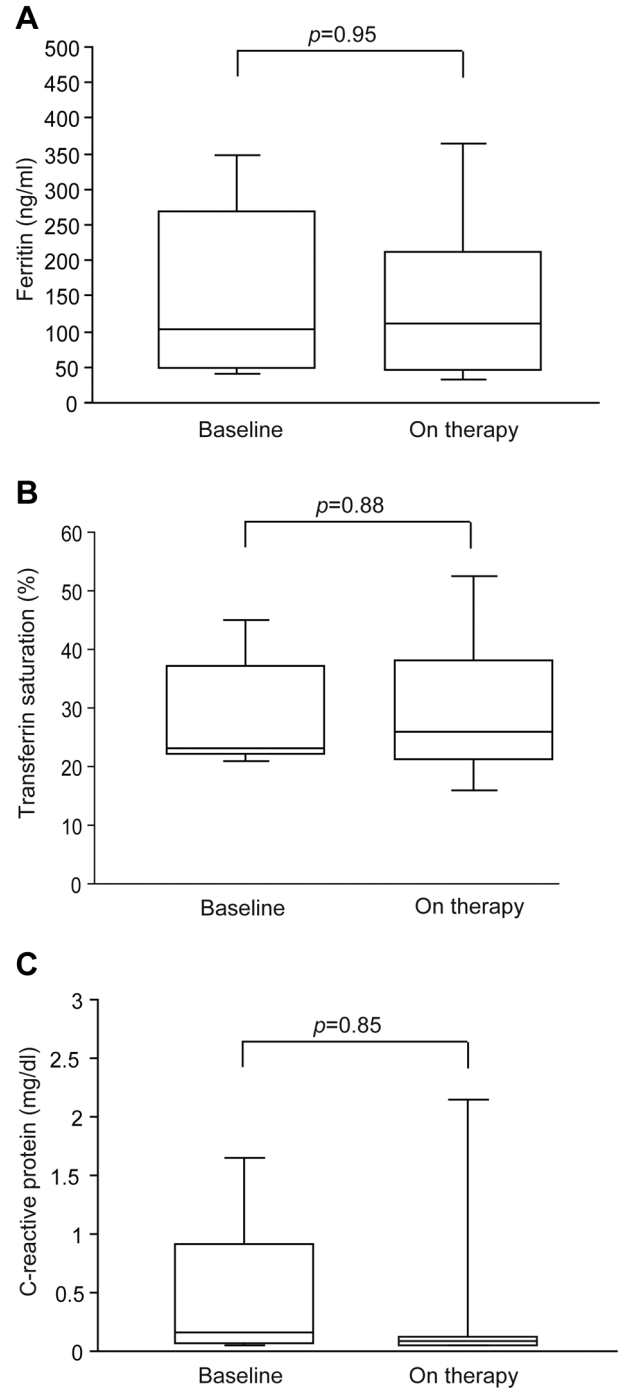 A
p=0.95
500
450
400
350
300
250
200
150
100
50
0
Ferritin (ng/ml)
Baseline On therapy
B
p=0.88
60
50
40
30
20
10
0
Transferrin saturation (%)
Baseline On therapy
C
p=0.85
3
2.5
2
1.5
1
0.5
0
C-reactive protein (mg/dl)
Baseline On therapy